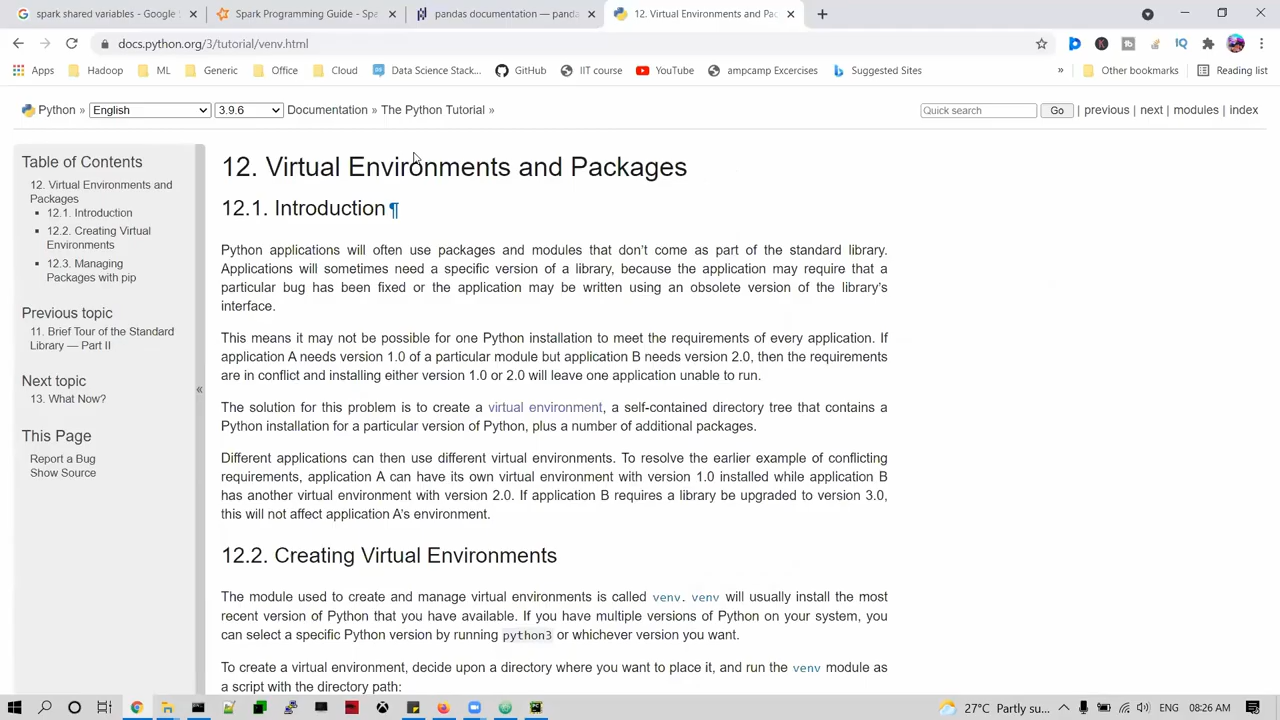 spark shared variables - Google
Spark Programming Guide - Spe
pandas documentation — panda
12. Virtual Environments and Pac
docs.python.org/3/tutorial/venv.html
Apps
Hadoop
ML
Generic
Office
Cloud
Data Science Stack...
GitHub
IIT course
YouTube
ampcamp Excercises
Suggested Sites
»
Other bookmarks
Reading list
Python » English 3.9.6 Documentation » The Python Tutorial »
Quick search Go | previous | next | modules | index
Table of Contents
12. Virtual Environments and
Packages
12.1. Introduction
12.2. Creating Virtual
Environments
12.3. Managing
Packages with pip
Previous topic
11. Brief Tour of the Standard
Library — Part II
Next topic
13. What Now?
This Page
Report a Bug
Show Source
«
12. Virtual Environments and Packages
12.1. Introduction¶
Python applications will often use packages and modules that don’t come as part of the standard library.
Applications will sometimes need a specific version of a library, because the application may require that a
particular bug has been fixed or the application may be written using an obsolete version of the library’s
interface.
This means it may not be possible for one Python installation to meet the requirements of every application. If
application A needs version 1.0 of a particular module but application B needs version 2.0, then the requirements
are in conflict and installing either version 1.0 or 2.0 will leave one application unable to run.
The solution for this problem is to create a virtual environment, a self-contained directory tree that contains a
Python installation for a particular version of Python, plus a number of additional packages.
Different applications can then use different virtual environments. To resolve the earlier example of conflicting
requirements, application A can have its own virtual environment with version 1.0 installed while application B
has another virtual environment with version 2.0. If application B requires a library be upgraded to version 3.0,
this will not affect application A’s environment.
12.2. Creating Virtual Environments
The module used to create and manage virtual environments is called venv. venv will usually install the most
recent version of Python that you have available. If you have multiple versions of Python on your system, you
can select a specific Python version by running python3 or whichever version you want.
To create a virtual environment, decide upon a directory where you want to place it, and run the venv module as
a script with the directory path:
27°C Partly su...
ENG
08:26 AM